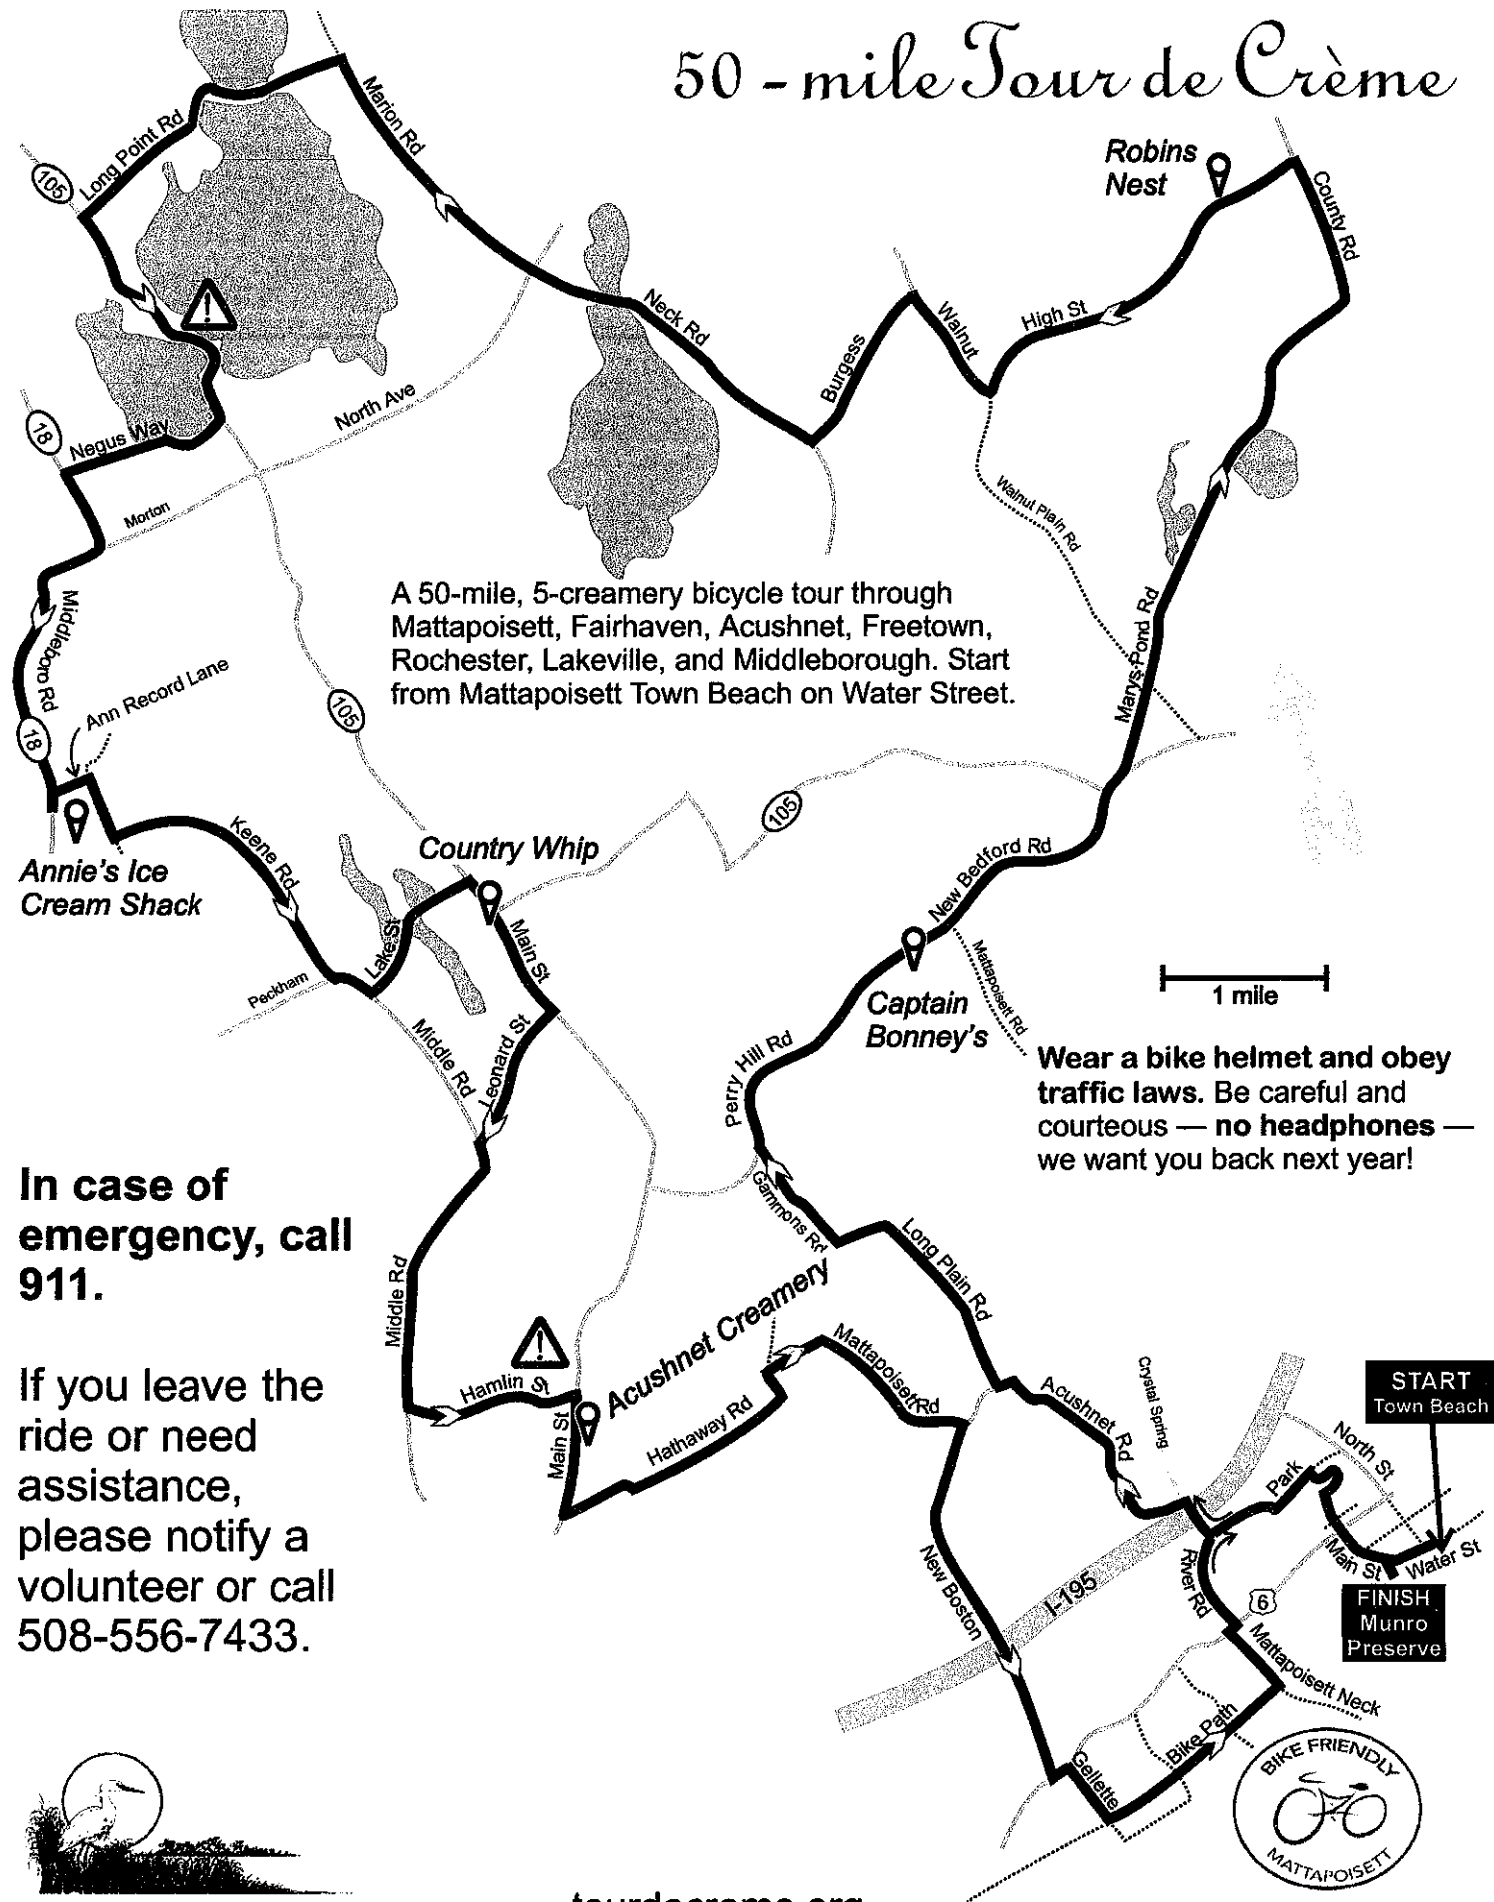 50 - mile Tour de Crème
Robins
Nest
Marion Rd
Long Point Rd
105
County Rd
High St
Walnut
Burgess
Neck Rd
North Ave
18
Negus Way
Morton
Walnut Plain Rd
A 50-mile, 5-creamery bicycle tour through
Mattapoisett, Fairhaven, Acushnet, Freetown,
Rochester, Lakeville, and Middleborough. Start
from Mattapoisett Town Beach on Water Street.
Middleboro Rd
Ann Record Lane
18
105
Marys Pond Rd
105
Annie's Ice
Cream Shack
Keene Rd
Country Whip
New Bedford Rd
Lake St
Main St
Peckham
Mattapoisett Rd
1 mile
Captain
Bonney's
Middle Rd
Leonard St
Perry Hill Rd
Wear a bike helmet and obey
traffic laws. Be careful and
courteous — no headphones —
we want you back next year!
In case of
emergency, call
911.
Gammons Rd
Long Plain Rd
Middle Rd
Acushnet Creamery
Hamlin St
Main St
Hathaway Rd
Mattapoisett Rd
Acushnet Rd
Crystal Spring
START
Town Beach
North St
Park
If you leave the
ride or need
assistance,
please notify a
volunteer or call
508-556-7433.
New Boston
I-195
River Rd
6
Main St
Water St
FINISH
Munro
Preserve
Mattapoisett Neck
Bike Path
Gellette
BIKE FRIENDLY
MATTAPOISETT
tourdecreme.org